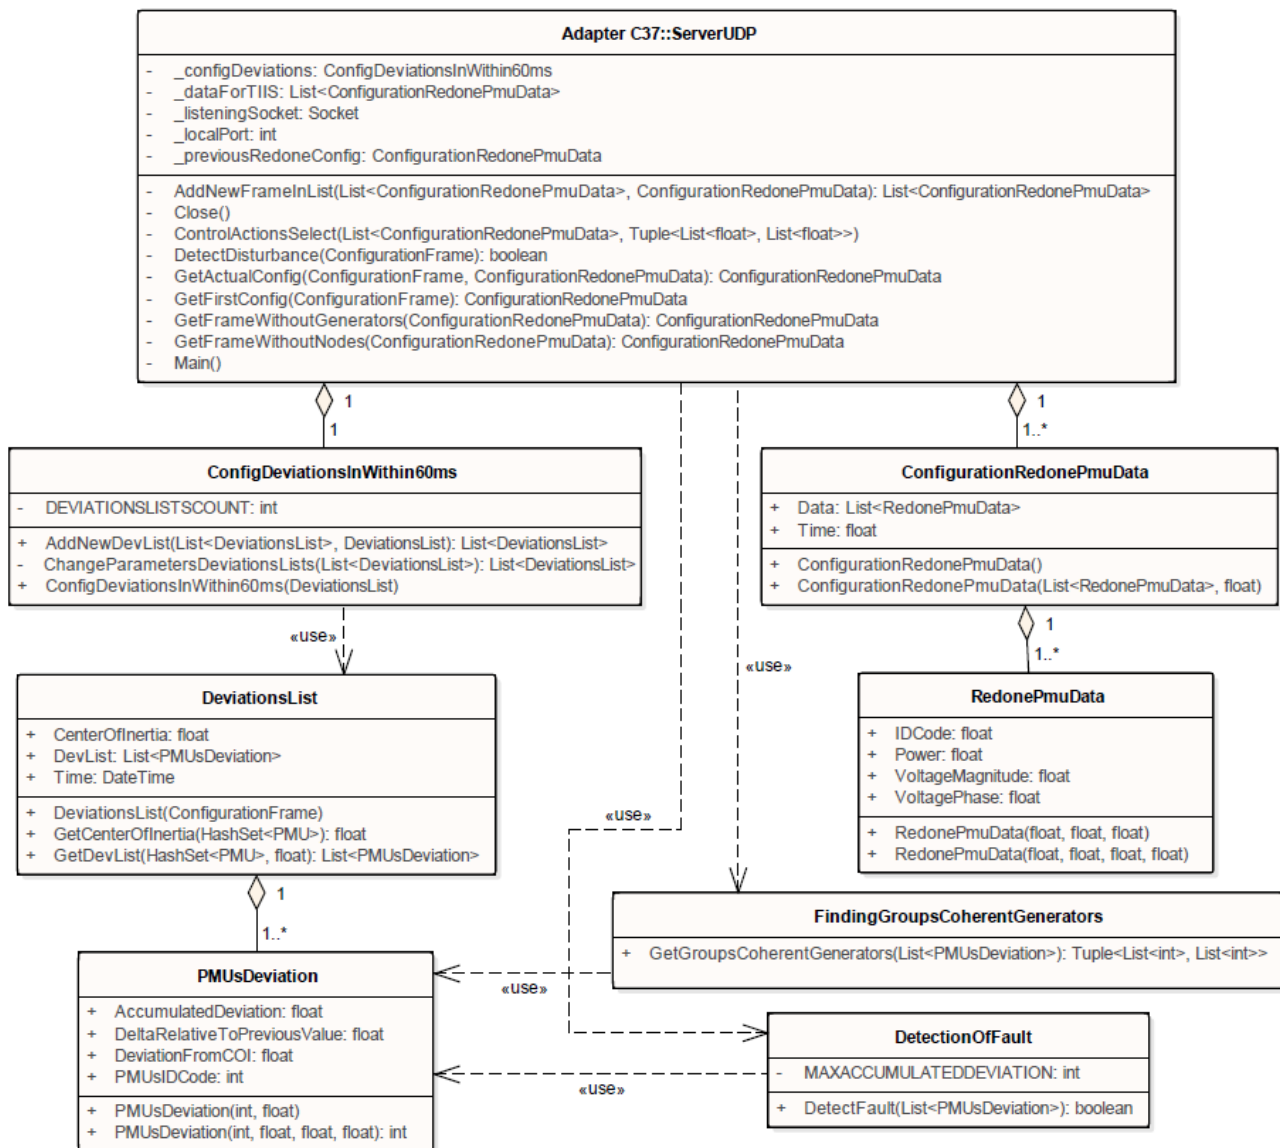 Adapter C37::ServerUDP
- _configDeviations: ConfigDeviationsInWithin60ms
- _dataForTIIS: List<ConfigurationRedonePmuData>
- _listeningSocket: Socket
- _localPort: int
- _previousRedoneConfig: ConfigurationRedonePmuData
- AddNewFrameInList(List<ConfigurationRedonePmuData>, ConfigurationRedonePmuData): List<ConfigurationRedonePmuData>
- Close()
- ControlActionsSelect(List<ConfigurationRedonePmuData>, Tuple<List<float>, List<float>>)
- DetectDisturbance(ConfigurationFrame): boolean
- GetActualConfig(ConfigurationFrame, ConfigurationRedonePmuData): ConfigurationRedonePmuData
- GetFirstConfig(ConfigurationFrame): ConfigurationRedonePmuData
- GetFrameWithoutGenerators(ConfigurationRedonePmuData): ConfigurationRedonePmuData
- GetFrameWithoutNodes(ConfigurationRedonePmuData): ConfigurationRedonePmuData
- Main()
1
1
1
1..*
ConfigDeviationsInWithin60ms
- DEVIATIONSLISTSCOUNT: int
+ AddNewDevList(List<DeviationsList>, DeviationsList): List<DeviationsList>
- ChangeParametersDeviationsLists(List<DeviationsList>): List<DeviationsList>
+ ConfigDeviationsInWithin60ms(DeviationsList)
ConfigurationRedonePmuData
+ Data: List<RedonePmuData>
+ Time: float
+ ConfigurationRedonePmuData()
+ ConfigurationRedonePmuData(List<RedonePmuData>, float)
«use»
«use»
1
1..*
DeviationsList
+ CenterOfInertia: float
+ DevList: List<PMUsDeviation>
+ Time: DateTime
+ DeviationsList(ConfigurationFrame)
+ GetCenterOfInertia(HashSet<PMU>): float
+ GetDevList(HashSet<PMU>, float): List<PMUsDeviation>
RedonePmuData
+ IDCode: float
+ Power: float
+ VoltageMagnitude: float
+ VoltagePhase: float
+ RedonePmuData(float, float, float)
+ RedonePmuData(float, float, float, float)
«use»
1
1..*
FindingGroupsCoherentGenerators
+ GetGroupsCoherentGenerators(List<PMUsDeviation>): Tuple<List<int>, List<int>>
PMUsDeviation
+ AccumulatedDeviation: float
+ DeltaRelativeToPreviousValue: float
+ DeviationFromCOI: float
+ PMUsIDCode: int
+ PMUsDeviation(int, float)
+ PMUsDeviation(int, float, float, float): int
«use»
«use»
DetectionOfFault
- MAXACCUMULATEDDEVIATION: int
+ DetectFault(List<PMUsDeviation>): boolean